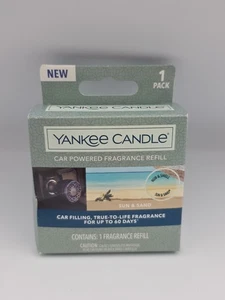 NEW
1
PACK
YANKEE CANDLE
CAR POWERED FRAGRANCE REFILL
SUN & SAND
CAR FILLING, TRUE-TO-LIFE FRAGRANCE
FOR UP TO 60 DAYS*
CONTAINS: 1 FRAGRANCE REFILL
CAUTION: